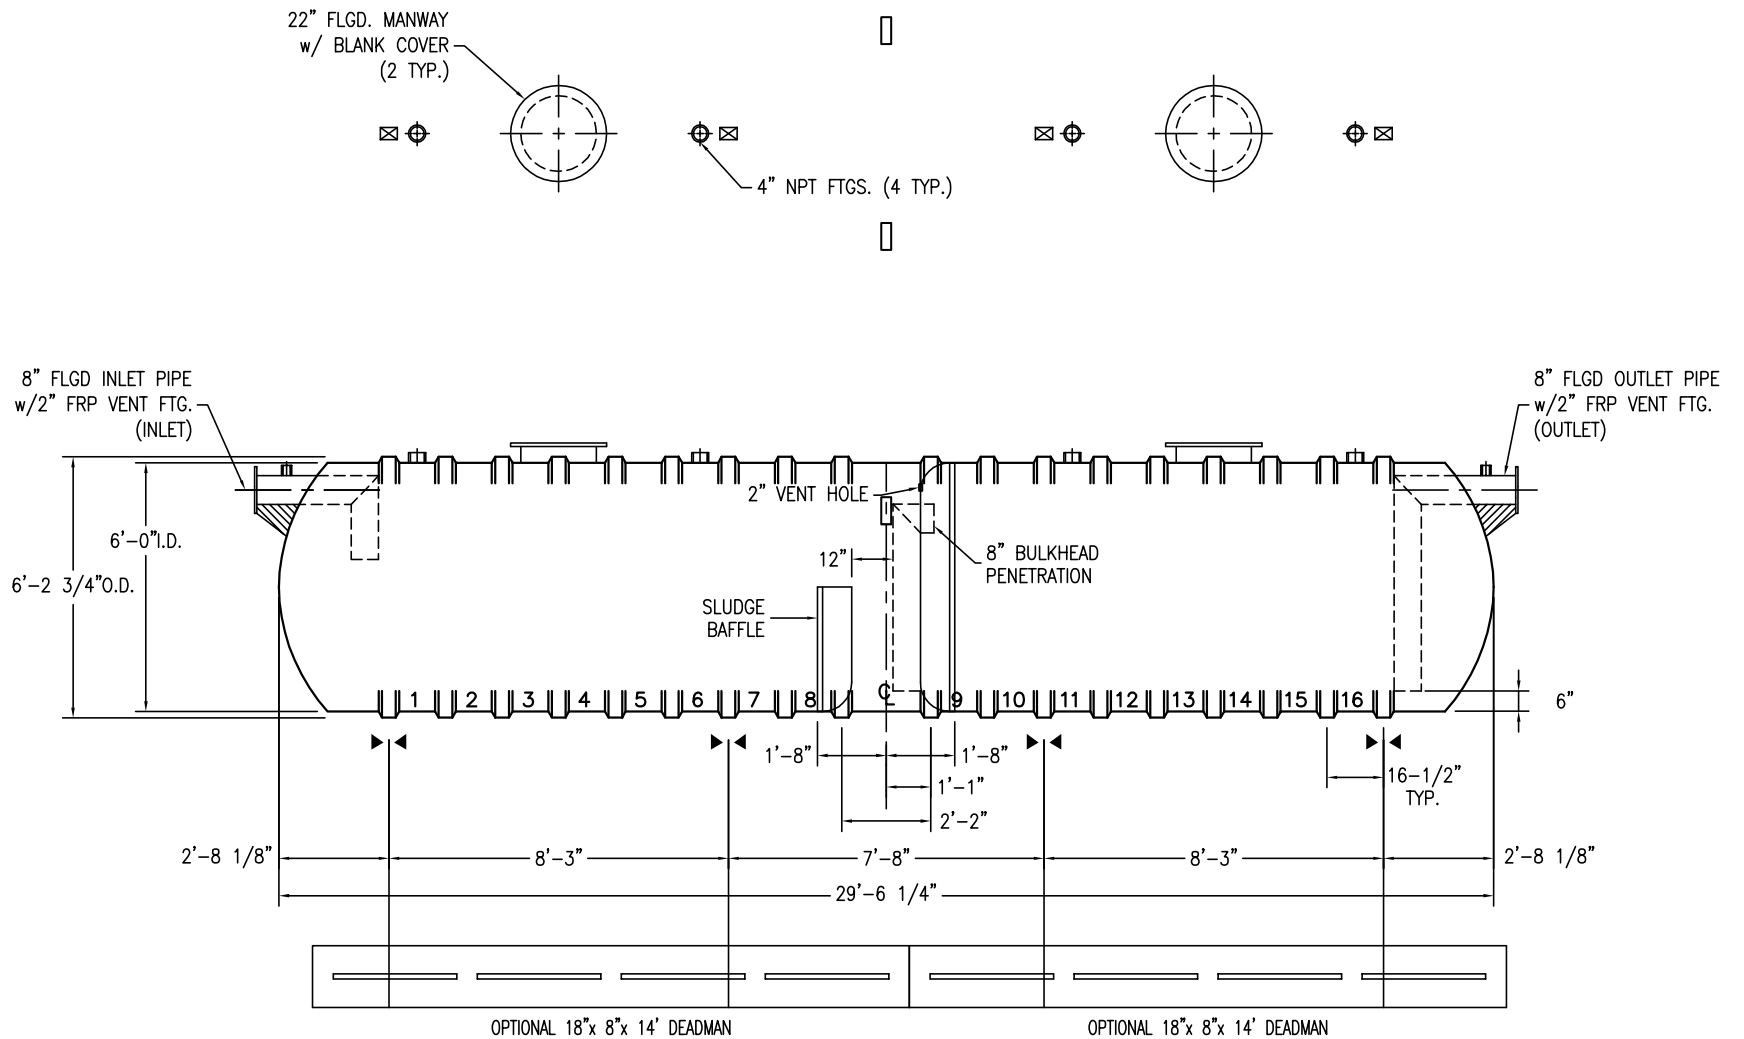 22” FLGD. MANWAY
w/ BLANK COVER
(2 TYP.)
4” NPT FTGS. (4 TYP.)
8” FLGD INLET PIPE
w/2” FRP VENT FTG.
(INLET)
8” FLGD OUTLET PIPE
w/2” FRP VENT FTG.
(OUTLET)
2” VENT HOLE
6’-0”I.D.
6’-2 3/4”O.D.
12”
8” BULKHEAD
PENETRATION
SLUDGE
BAFFLE
1 2 3 4 5 6 7 8 CL 9 10 11 12 13 14 15 16
6”
1’-8” 1’-8”
1’-1”
16-1/2”
TYP.
2’-2”
2’-8 1/8” 8’-3” 7’-8” 8’-3” 2’-8 1/8”
29’-6 1/4”
OPTIONAL 18”x 8”x 14’ DEADMAN OPTIONAL 18”x 8”x 14’ DEADMAN